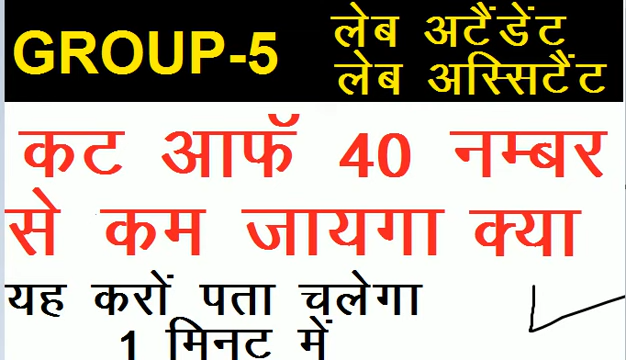 GROUP-5
लेब अटैंडेंट
लेब अस्सिटैंट
कट आफॅ 40 नम्बर
से कम जायगा क्या
यह करों पता चलेगा
1 मिनट में